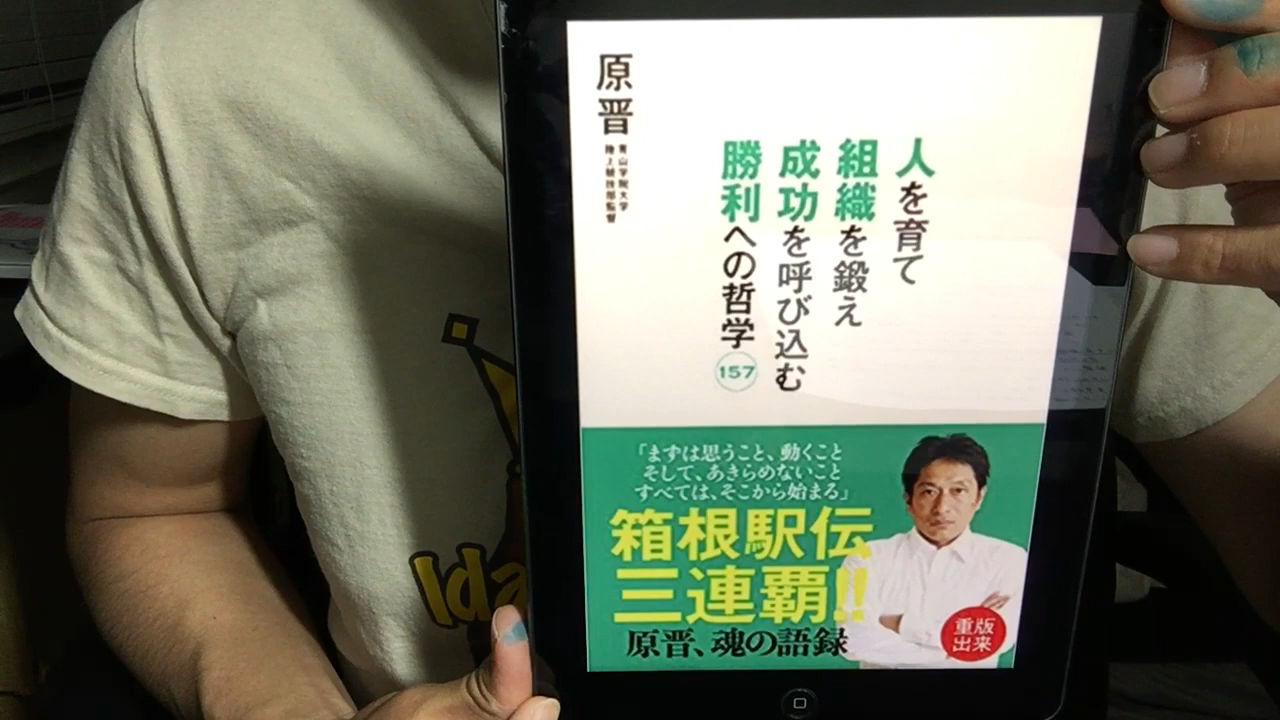 人を育て
組織を鍛え
成功を呼び込む
勝利への哲学
157
原晋
青山学院大学
陸上競技部監督
「まずは思うこと、動くこと
そして、あきらめないこと
すべては、そこから始まる」
箱根駅伝
三連覇!!
原晋、魂の語録
重版
出来
Ida